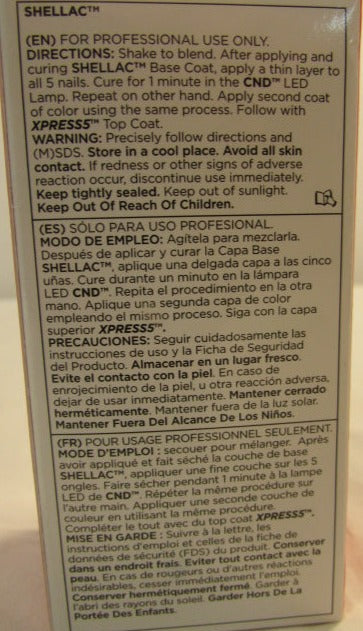 SHELLAC™
(EN) FOR PROFESSIONAL USE ONLY.
DIRECTIONS: Shake to blend. After applying and
curing SHELLAC™ Base Coat, apply a thin layer to
all 5 nails. Cure for 1 minute in the CND™ LED
Lamp. Repeat on other hand. Apply second coat
of color using the same process. Follow with
XPRESS5™ Top Coat.
WARNING: Precisely follow directions and
(M)SDS. Store in a cool place. Avoid all skin
contact. If redness or other signs of adverse
reaction occur, discontinue use immediately.
Keep tightly sealed. Keep out of sunlight.
Keep Out Of Reach Of Children.
(ES) SÓLO PARA USO PROFESIONAL.
MODO DE EMPLEO: Agítela para mezclarla.
Después de aplicar y curar la Capa Base
SHELLAC™, aplique una delgada capa a las cinco
uñas. Cure durante un minuto en la lámpara
LED CND™. Repita el procedimiento en la otra
mano. Aplique una segunda capa de color
empleando el mismo proceso. Siga con la capa
superior XPRESS5™.
PRECAUCIONES: Seguir cuidadosamente las
instrucciones de uso y la Ficha de Seguridad
del Producto. Almacenar en un lugar fresco.
Evite el contacto con la piel. En caso de
enrojecimiento de la piel, u otra reacción adversa,
dejar de usar inmediatamente. Mantener cerrado
herméticamente. Mantener fuera de la luz solar.
Mantener Fuera Del Alcance De Los Niños.
(FR) POUR USAGE PROFESSIONNEL SEULEMENT.
MODE D'EMPLOI : secouer pour mélanger. Après
avoir appliqué et fait séché la couche de base
SHELLAC™, appliquer une fine couche sur les 5
ongles. Faire sécher pendant 1 minute à la lampe
LED de CND™. Répéter la même procédure sur
l'autre main. Appliquer une seconde couche de
couleur en utilisant la même procédure.
Compléter le tout avec du top coat XPRESS5™.
MISE EN GARDE : Suivre à la lettre, les
instructions d'emploi et celles de la fiche de
données de sécurité (FDS) du produit. Conserver
dans un endroit frais. Eviter tout contact avec la
peau. En cas de rougeurs ou d'autres réactions
indésirables, cesser immédiatement l'emploi.
Conserver hermétiquement fermé. Garder à
l'abri des rayons du soleil. Garder Hors De La
Portée Des Enfants